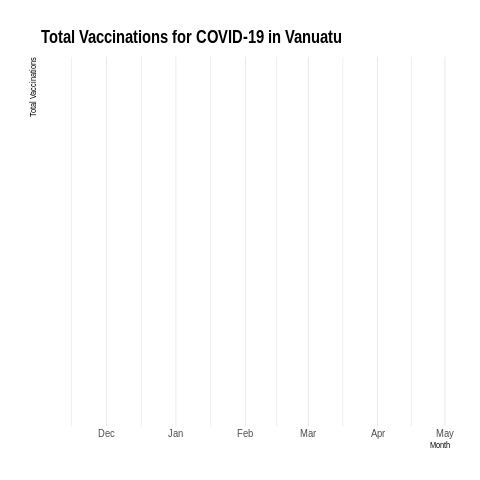 Total Vaccinations for COVID-19 in Vanuatu
Total Vaccinations
Dec Jan Feb Mar Apr May
Month